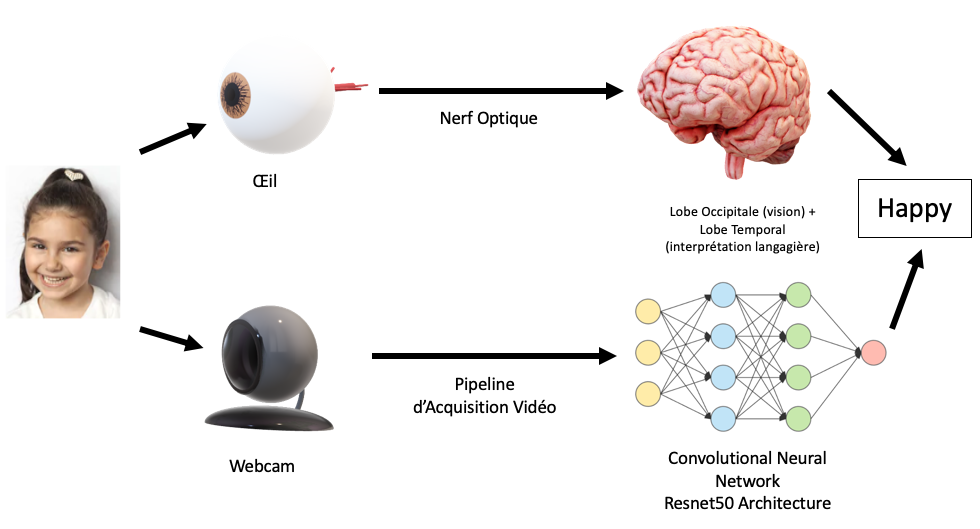 Nerf Optique
Œil
Lobe Occipitale (vision) +
Lobe Temporal
(interprétation langagière)
Happy
Pipeline
d’Acquisition Vidéo
Webcam
Convolutional Neural
Network
Resnet50 Architecture